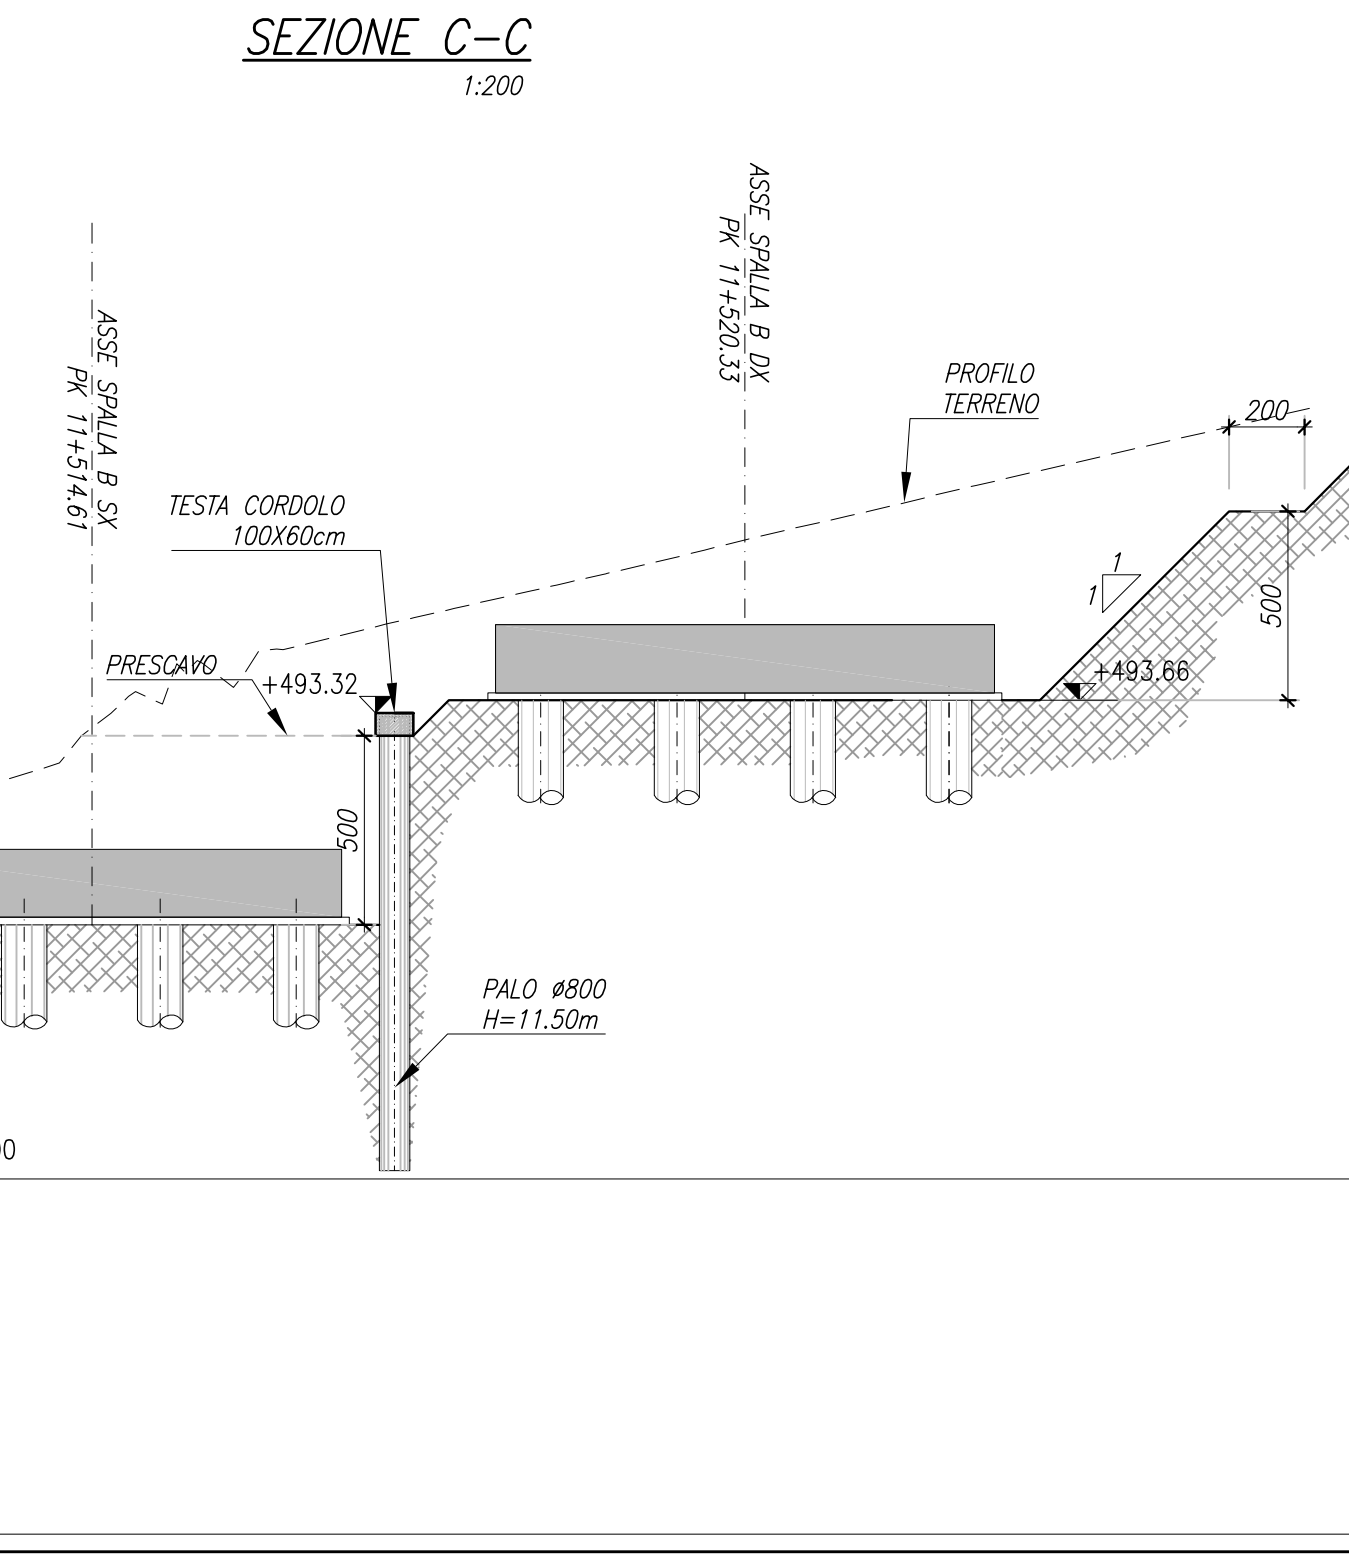 SEZIONE C-C
1:200
ASSE SPALLA B DX
PK 11+520.33
ASSE SPALLA B SX
PK 11+514.61
PROFILO
TERRENO
200
TESTA CORDOLO
100X60cm
1
1
500
PRESCAVO
+493.32
+493.66
500
PALO ø800
H=11.50m